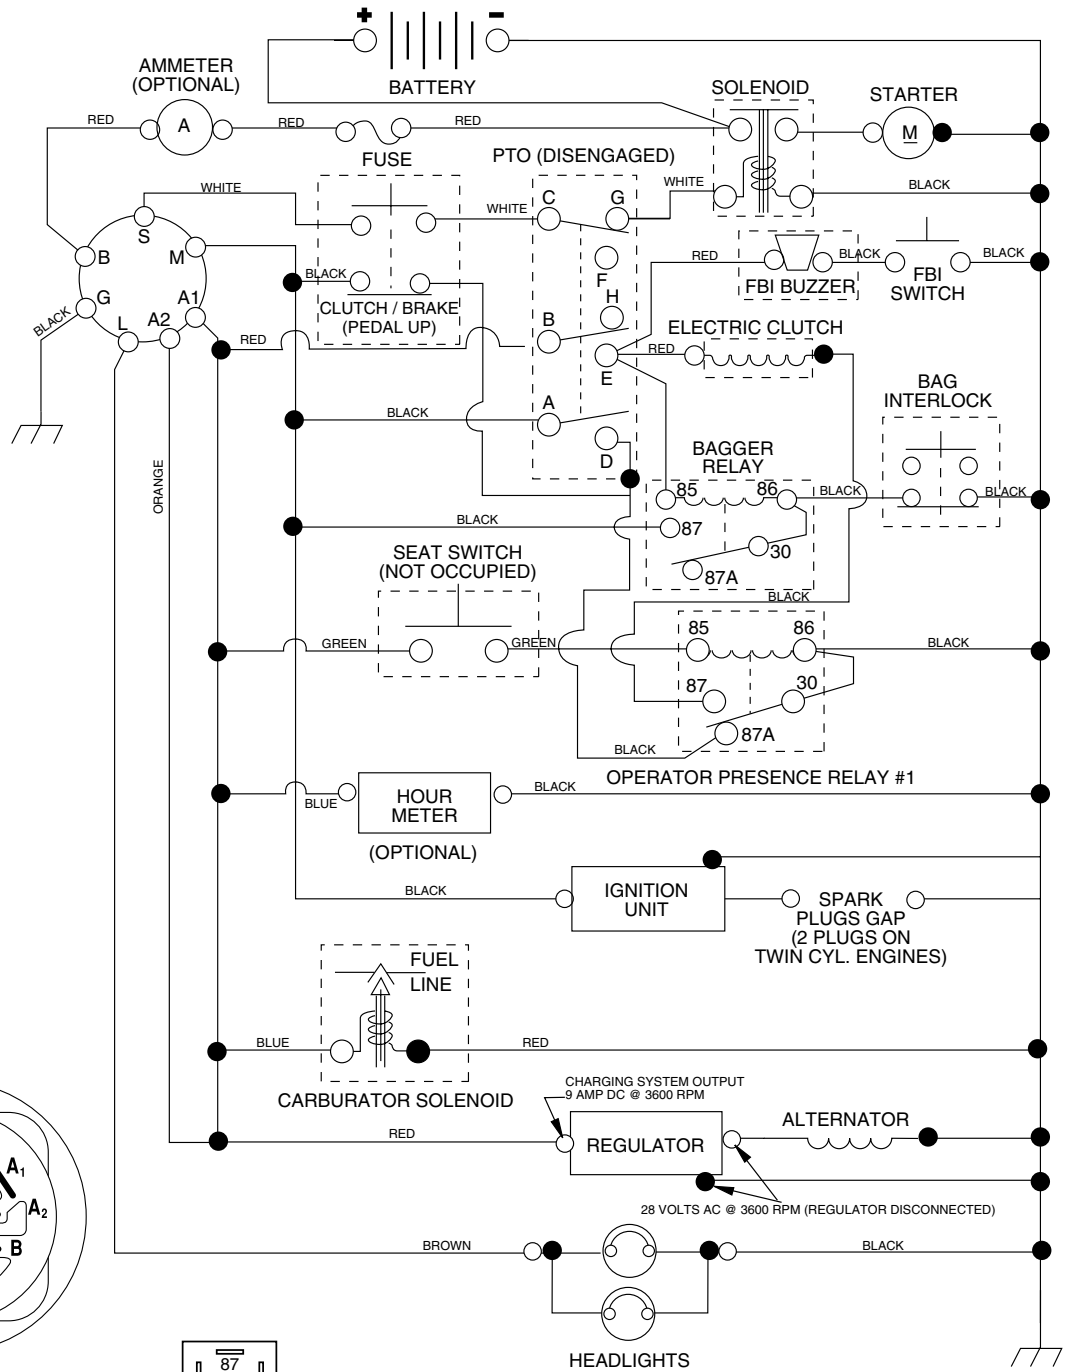 + -
BATTERY
AMMETER
(OPTIONAL)
SOLENOID
STARTER
RED
A
RED
RED
M
FUSE
PTO (DISENGAGED)
WHITE
WHITE
C
G
WHITE
BLACK
S
B
M
G
A1
L
A2
BLACK
BLACK
CLUTCH / BRAKE
(PEDAL UP)
F
H
B
E
A
D
RED
BLACK
BLACK
FBI BUZZER
FBI
SWITCH
RED
ELECTRIC CLUTCH
RED
BAG
INTERLOCK
BLACK
ORANGE
BAGGER
RELAY
85
86
BLACK
BLACK
BLACK
87
30
87A
SEAT SWITCH
(NOT OCCUPIED)
BLACK
GREEN
GREEN
85
86
BLACK
87
30
87A
BLACK
OPERATOR PRESENCE RELAY #1
BLUE
HOUR
METER
BLACK
(OPTIONAL)
BLACK
IGNITION
UNIT
SPARK
PLUGS GAP
(2 PLUGS ON
TWIN CYL. ENGINES)
FUEL
LINE
BLUE
RED
CARBURATOR SOLENOID
CHARGING SYSTEM OUTPUT
9 AMP DC @ 3600 RPM
RED
REGULATOR
ALTERNATOR
28 VOLTS AC @ 3600 RPM (REGULATOR DISCONNECTED)
A1
A2
B
BROWN
BLACK
87
HEADLIGHTS